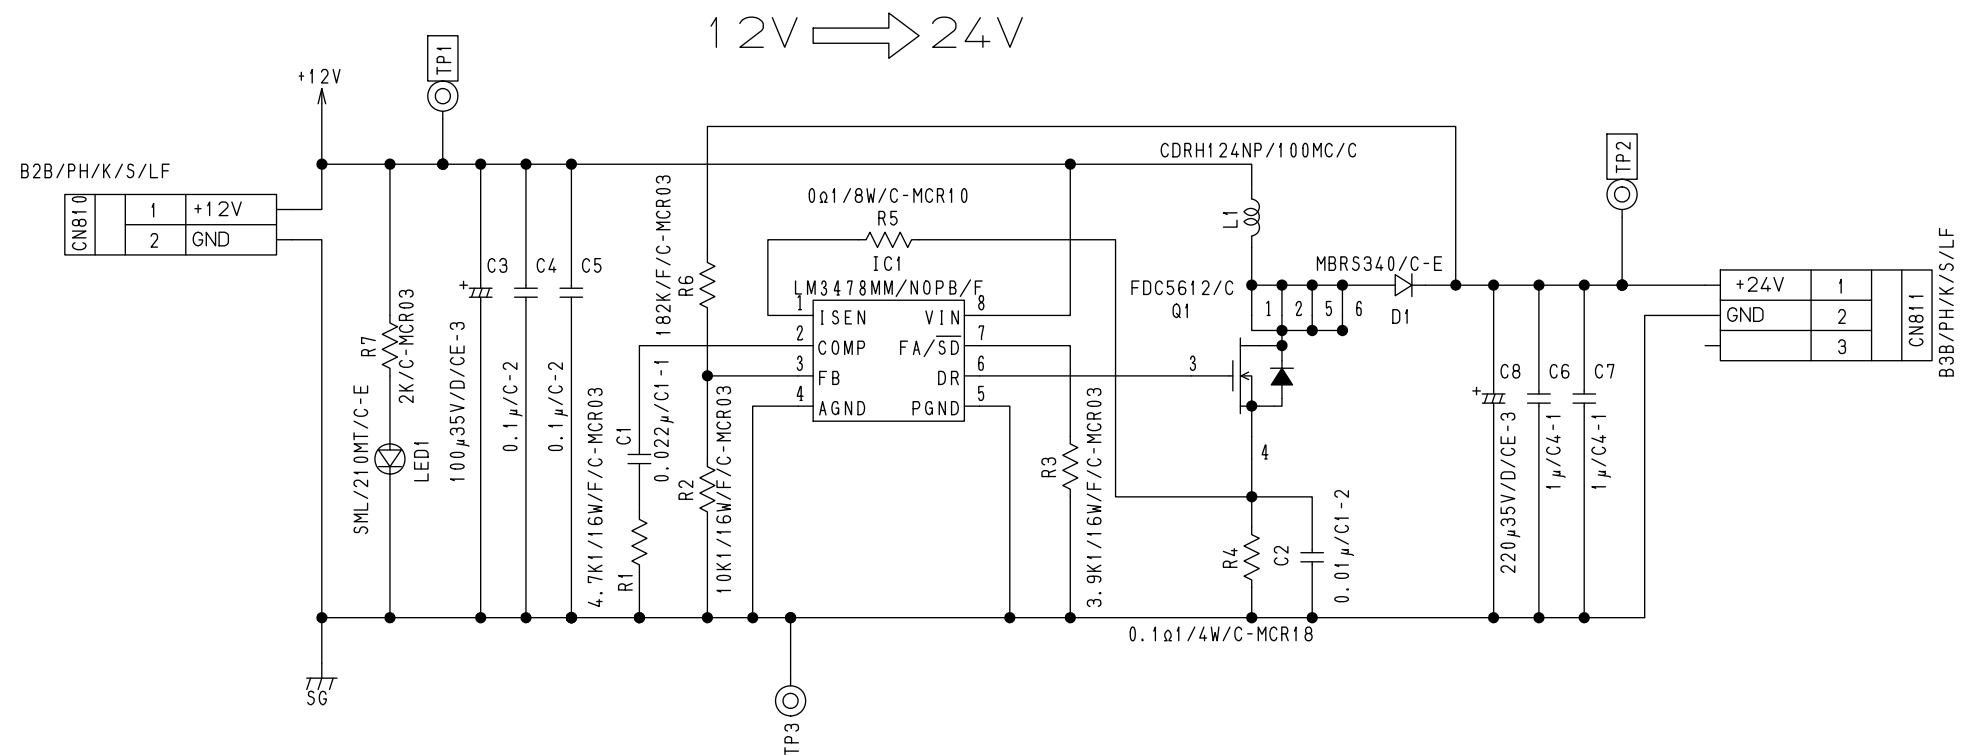 12V 24V
+12V
TP1
B2B/PH/K/S/LF
CN810
1 +12V
2 GND
R7
2K/C-MCR03
SML/210MT/C-E
LED1
C3
+
100μ35V/D/CE-3
C4
0.1μ/C-2
C5
0.1μ/C-2
4.7K1/16W/F/C-MCR03
R1
C1
0.022μ/C1-1
182K/F/C-MCR03
R6
R2
10K1/16W/F/C-MCR03
0Ω1/8W/C-MCR10
R5
IC1
LM3478MM/NOPB/F
1 ISEN VIN 8
2 COMP FA/SD 7
3 FB DR 6
4 AGND PGND 5
R3
3.9K1/16W/F/C-MCR03
CDRH124NP/100MC/C
L1
FDC5612/C
Q1
1 2 5 6
3
4
MBRS340/C-E
D1
R4
0.1Ω1/4W/C-MCR18
C2
0.01μ/C1-2
TP2
C8
+
220μ35V/D/CE-3
C6
1μ/C4-1
C7
1μ/C4-1
+24V 1
GND 2
3
CN811
B3B/PH/K/S/LF
SG
TP3